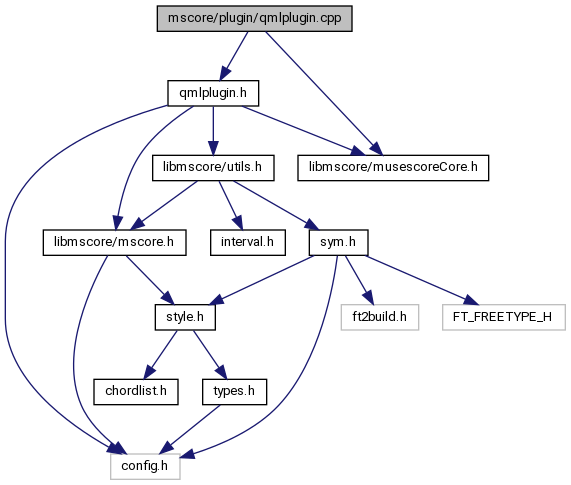 mscore/plugin/qmlplugin.cpp
qmlplugin.h
libmscore/utils.h
libmscore/musescoreCore.h
libmscore/mscore.h
interval.h
sym.h
style.h
ft2build.h
FT_FREETYPE_H
chordlist.h
types.h
config.h